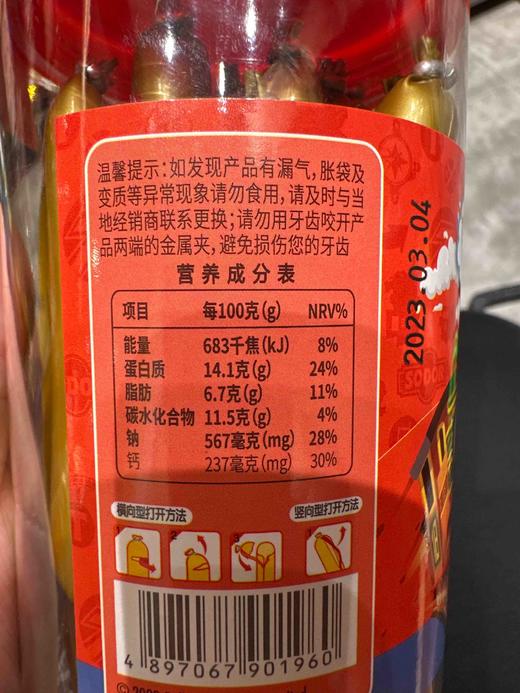 温馨提示:如发现产品有漏气,胀袋及
变质等异常现象请勿食用,请及时与当
地经销商联系更换;请勿用牙齿咬开产
品两端的金属夹,避免损伤您的牙齿
营养成分表
项目 每100克(g) NRV%
能量 683千焦(kJ) 8%
蛋白质 14.1克(g) 24%
脂肪 6.7克(g) 11%
碳水化合物 11.5克(g) 4%
钠 567毫克(mg) 28%
钙 237毫克(mg) 30%
橫向型打开方法 竖向型打开方法
1 2 3
4 897067 901960
2023.03.04